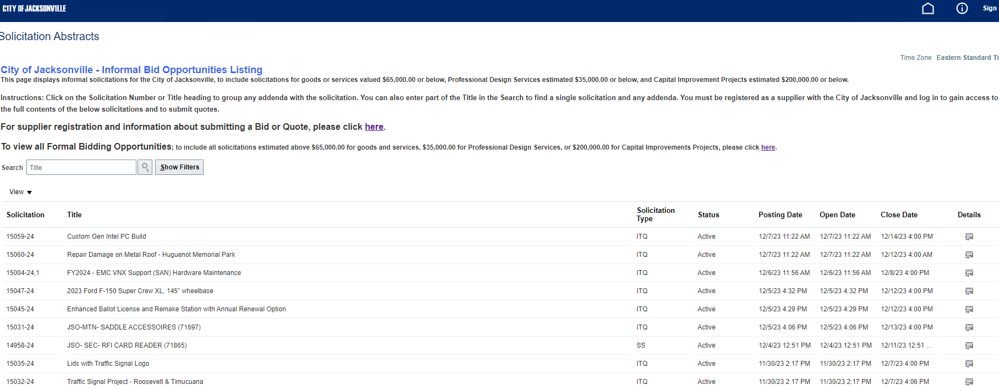 C1TY OF JACKSONV1LLE
Sign
Solicitation Abstracts
Time Zone Eastern Standard Ti
City of Jacksonville - Informal Bid Opportunities Listing
This page displays informal solicitations for the City of Jacksonville, to include solicitations for goods or services valued $65,000.00 or below, Professional Design Services estimated $35,000.00 or below, and Capital Improvement Projects estimated $200,000.00 or below.
Instructions: Click on the Solicitation Number or Title heading to group any addenda with the solicitation. You can also enter part of the Title in the Search to find a single solicitation and any addenda. You must be registered as a supplier with the City of Jacksonville and log in to gain access to
the full contents of the below solicitations and to submit quotes.
For supplier registration and information about submitting a Bid or Quote, please click here.
To view all Formal Bidding Opportunities; to include all solicitations estimated above $65,000.00 for goods and services, $35,000.00 for Professional Design Services, or $200,000.00 for Capital Improvements Projects, please click here.
Search Title Show Filters
View
Solicitation Title Solicitation Type Status Posting Date Open Date Close Date Details
15059-24 Custom Gen Intel PC Build ITQ Active 12/7/23 11:22 AM 12/7/23 11:22 AM 12/14/23 4:00 PM
15060-24 Repair Damage on Metal Roof - Huguenot Memorial Park ITQ Active 12/7/23 11:22 AM 12/7/23 11:22 AM 12/12/23 4:00 AM
15004-24,1 FY2024 - EMC VNX Support (SAN) Hardware Maintenance ITQ Active 12/6/23 11:56 AM 12/6/23 11:56 AM 12/8/23 4:00 PM
15047-24 2023 Ford F-150 Super Crew XL, 145" wheelbase ITQ Active 12/5/23 4:32 PM 12/5/23 4:32 PM 12/12/23 4:00 PM
15045-24 Enhanced Ballot License and Remake Station with Annual Renewal Option ITQ Active 12/5/23 4:29 PM 12/5/23 4:29 PM 12/12/23 4:00 PM
15031-24 JSO-MTN- SADDLE ACCESSOIRES (71697) ITQ Active 12/5/23 4:06 PM 12/5/23 4:06 PM 12/13/23 4:00 PM
14958-24 JSO- SEC- RFI CARD READER (71865) SS Active 12/4/23 12:51 PM 12/4/23 12:51 PM 12/11/23 12:51 ...
15035-24 Lids with Traffic Signal Logo ITQ Active 11/30/23 2:17 PM 11/30/23 2:17 PM 12/7/23 4:00 PM
15032-24 Traffic Signal Project - Roosevelt & Timucuana ITQ Active 11/30/23 2:17 PM 11/30/23 2:17 PM 12/7/23 4:06 PM